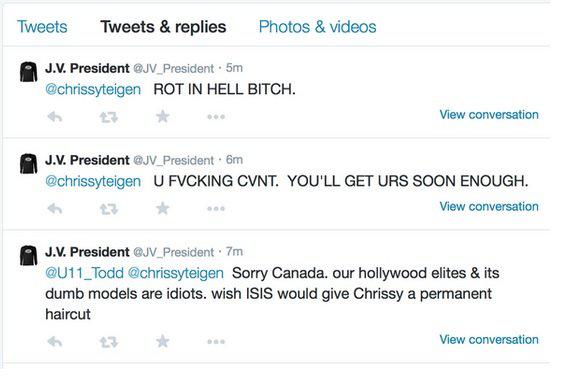 Tweets Tweets & replies Photos & videos
J.V. President @JV_President · 5m
@chrissyteigen ROT IN HELL BITCH.
View conversation
J.V. President @JV_President · 6m
@chrissyteigen U FVCKING CVNT. YOU'LL GET URS SOON ENOUGH.
View conversation
J.V. President @JV_President · 7m
@U11_Todd @chrissyteigen Sorry Canada. our hollywood elites & its
dumb models are idiots. wish ISIS would give Chrissy a permanent
haircut
View conversation